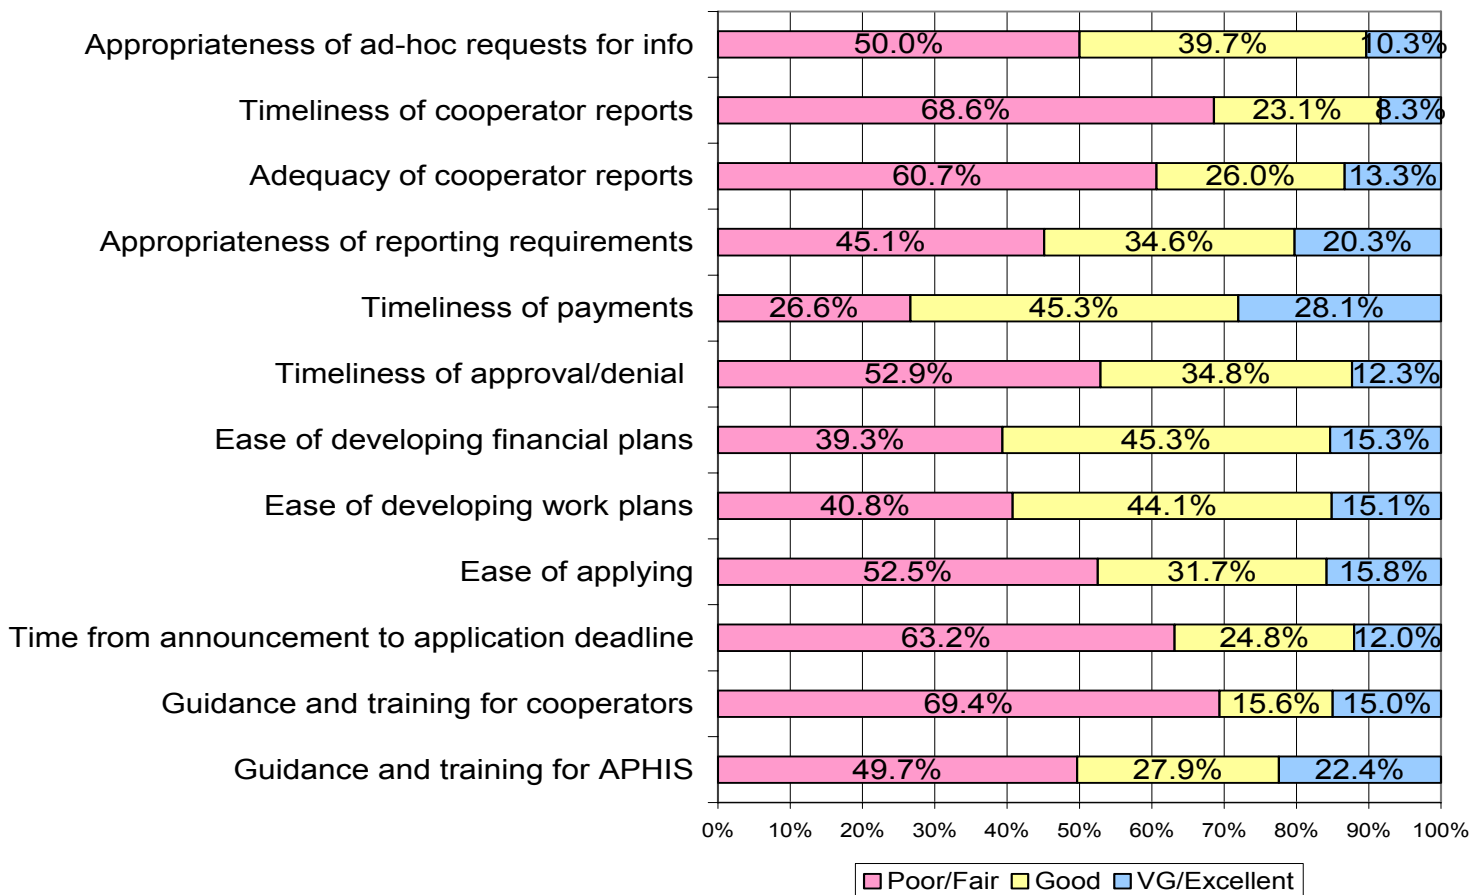 Appropriateness of ad-hoc requests for info 50.0% 39.7% 10.3%
Timeliness of cooperator reports 68.6% 23.1% 8.3%
Adequacy of cooperator reports 60.7% 26.0% 13.3%
Appropriateness of reporting requirements 45.1% 34.6% 20.3%
Timeliness of payments 26.6% 45.3% 28.1%
Timeliness of approval/denial 52.9% 34.8% 12.3%
Ease of developing financial plans 39.3% 45.3% 15.3%
Ease of developing work plans 40.8% 44.1% 15.1%
Ease of applying 52.5% 31.7% 15.8%
Time from announcement to application deadline 63.2% 24.8% 12.0%
Guidance and training for cooperators 69.4% 15.6% 15.0%
Guidance and training for APHIS 49.7% 27.9% 22.4%
0% 10% 20% 30% 40% 50% 60% 70% 80% 90% 100%
Poor/Fair Good VG/Excellent